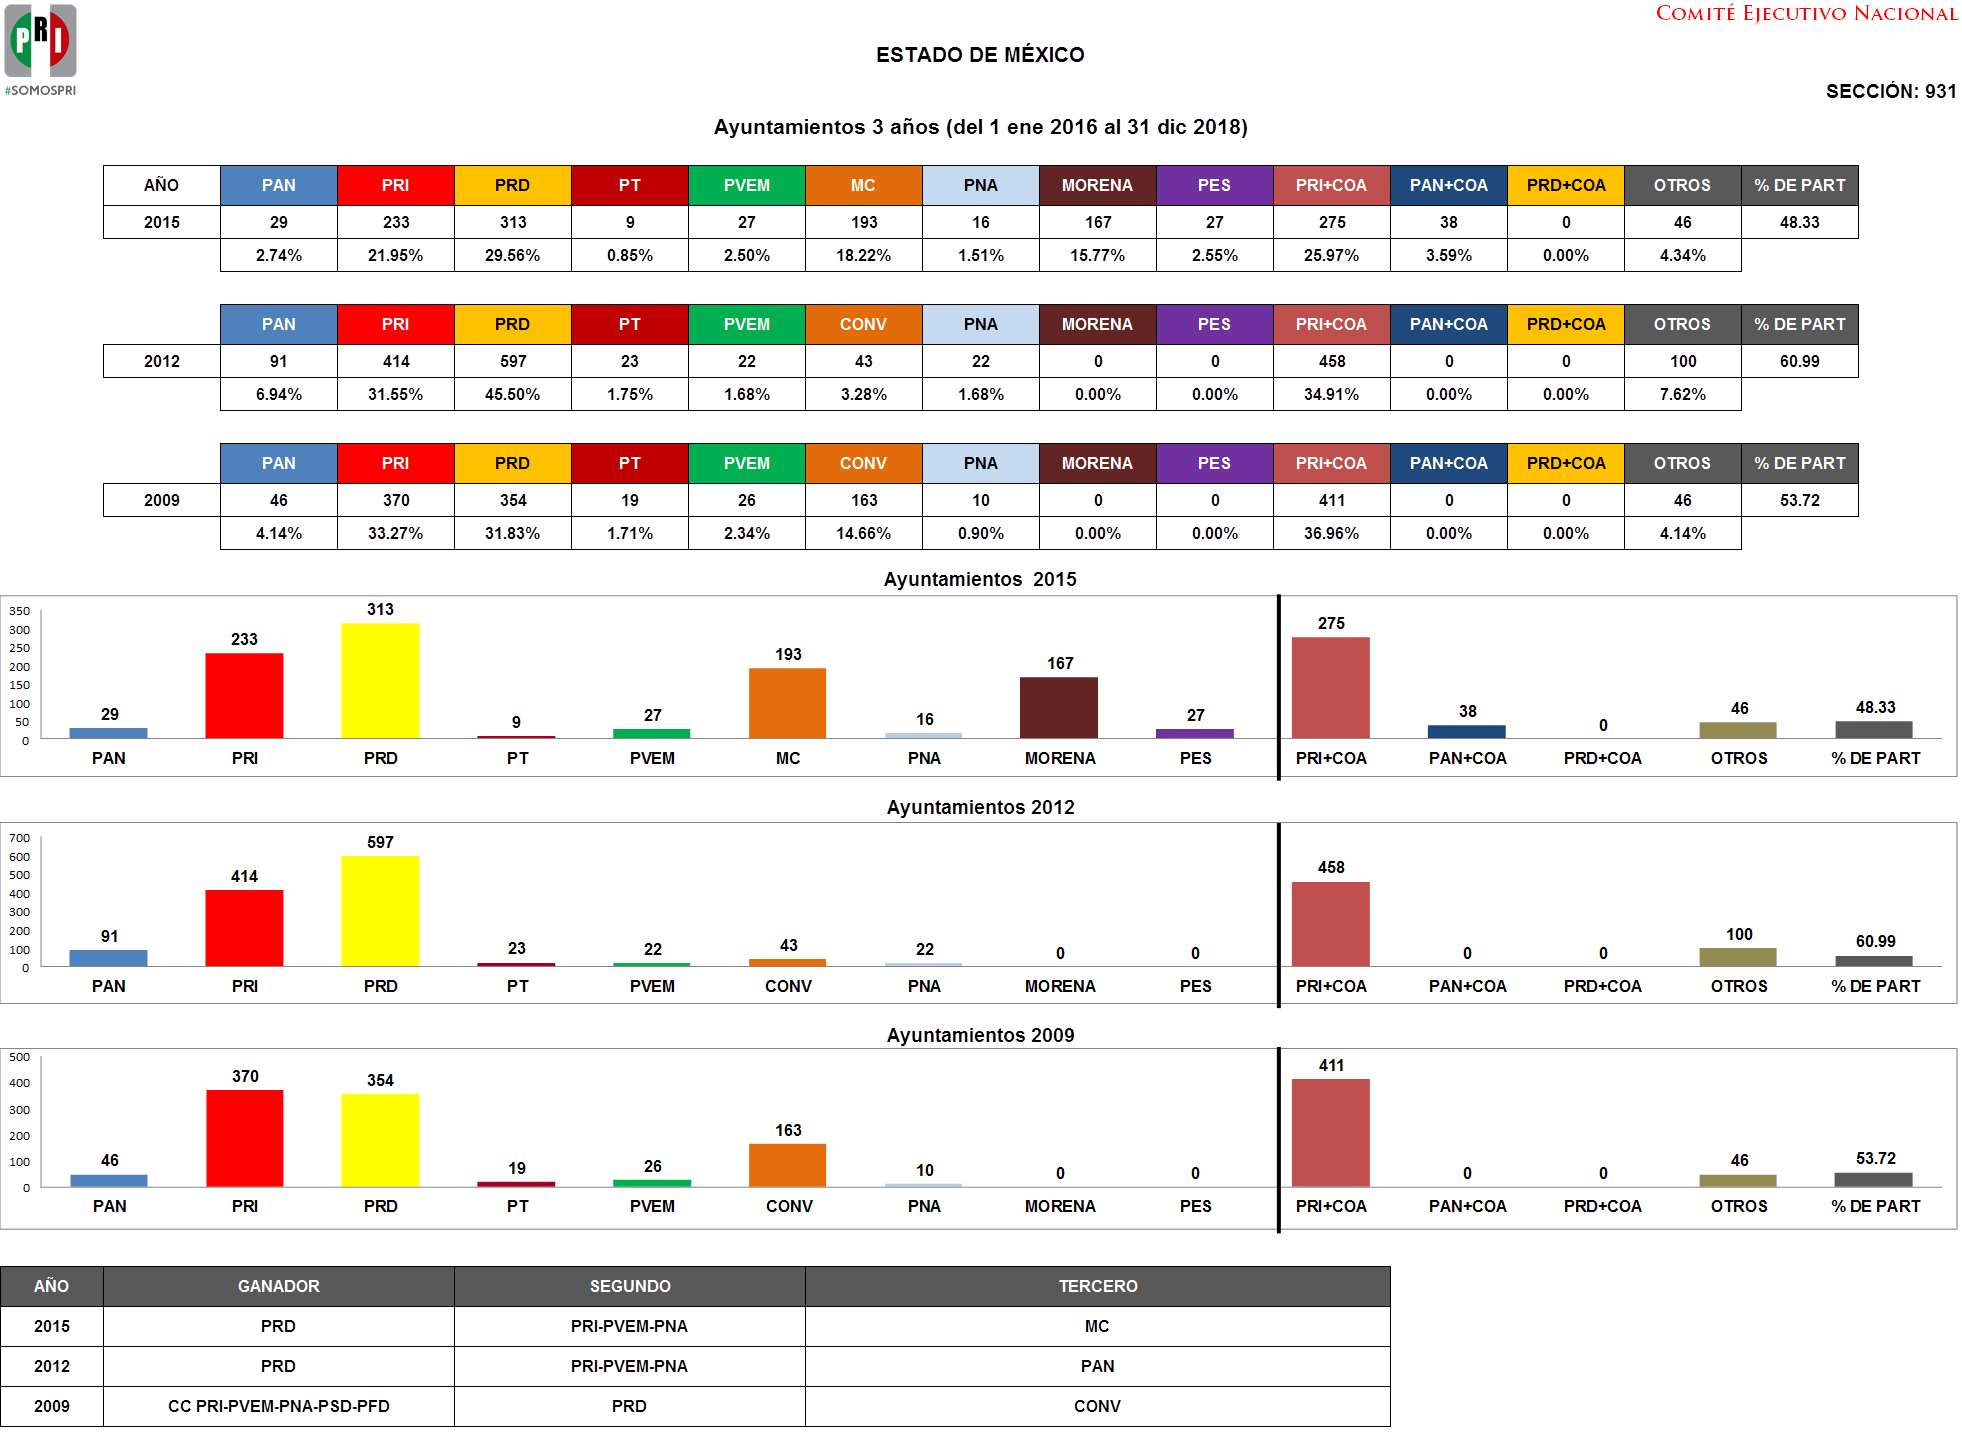 PRI
#SOMOSPRI
COMITÉ EJECUTIVO NACIONAL
ESTADO DE MÉXICO
SECCIÓN: 931
Ayuntamientos 3 años (del 1 ene 2016 al 31 dic 2018)
AÑO PAN PRI PRD PT PVEM MC PNA MORENA PES PRI+COA PAN+COA PRD+COA OTROS % DE PART
2015 29 233 313 9 27 193 16 167 27 275 38 0 46 48.33
2.74% 21.95% 29.56% 0.85% 2.50% 18.22% 1.51% 15.77% 2.55% 25.97% 3.59% 0.00% 4.34%
PAN PRI PRD PT PVEM CONV PNA MORENA PES PRI+COA PAN+COA PRD+COA OTROS % DE PART
2012 91 414 597 23 22 43 22 0 0 458 0 0 100 60.99
6.94% 31.55% 45.50% 1.75% 1.68% 3.28% 1.68% 0.00% 0.00% 34.91% 0.00% 0.00% 7.62%
PAN PRI PRD PT PVEM CONV PNA MORENA PES PRI+COA PAN+COA PRD+COA OTROS % DE PART
2009 46 370 354 19 26 163 10 0 0 411 0 0 46 53.72
4.14% 33.27% 31.83% 1.71% 2.34% 14.66% 0.90% 0.00% 0.00% 36.96% 0.00% 0.00% 4.14%
Ayuntamientos 2015
350
300
250
200
150
100
50
0
29 233 313 9 27 193 16 167 27 275 38 0 46 48.33
PAN PRI PRD PT PVEM MC PNA MORENA PES PRI+COA PAN+COA PRD+COA OTROS % DE PART
Ayuntamientos 2012
700
600
500
400
300
200
100
0
91 414 597 23 22 43 22 0 0 458 0 0 100 60.99
PAN PRI PRD PT PVEM CONV PNA MORENA PES PRI+COA PAN+COA PRD+COA OTROS % DE PART
Ayuntamientos 2009
500
400
300
200
100
0
46 370 354 19 26 163 10 0 0 411 0 0 46 53.72
PAN PRI PRD PT PVEM CONV PNA MORENA PES PRI+COA PAN+COA PRD+COA OTROS % DE PART
AÑO GANADOR SEGUNDO TERCERO
2015 PRD PRI-PVEM-PNA MC
2012 PRD PRI-PVEM-PNA PAN
2009 CC PRI-PVEM-PNA-PSD-PFD PRD CONV